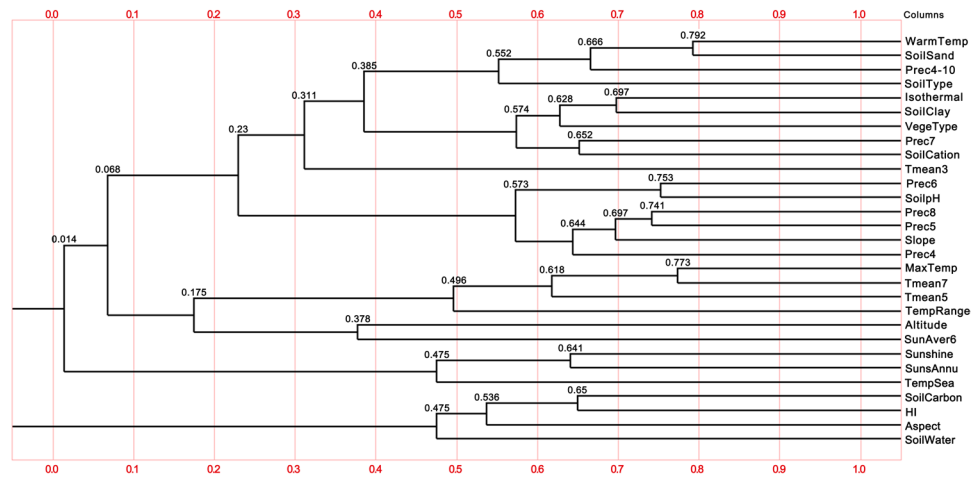 0.0 0.1 0.2 0.3 0.4 0.5 0.6 0.7 0.8 0.9 1.0 Columns
0.792 WarmTemp
0.666 SoilSand
0.552 Prec4-10
0.385 SoilType
0.697 Isothermal
0.311 0.628 SoilClay
0.574 VegeType
0.23 0.652 Prec7
SoilCation
0.068 Tmean3
0.753 Prec6
0.573 SoilpH
0.741 Prec8
0.697 Prec5
0.644 Slope
0.014 Prec4
0.773 MaxTemp
0.618 Tmean7
0.496 Tmean5
0.175 TempRange
0.378 Altitude
SunAver6
0.641 Sunshine
0.475 SunsAnnu
TempSea
0.65 SoilCarbon
0.536 HI
0.475 Aspect
SoilWater
0.0 0.1 0.2 0.3 0.4 0.5 0.6 0.7 0.8 0.9 1.0